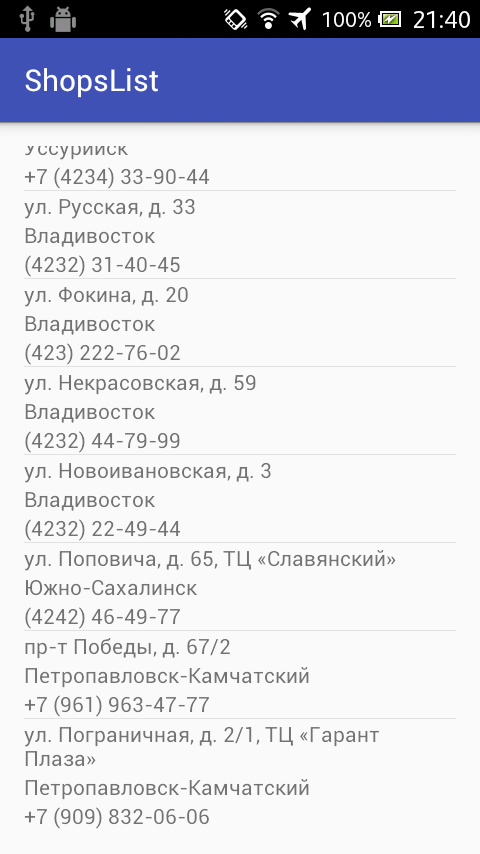 100%
21:40
ShopsList
Уссурийск
+7 (4234) 33-90-44
ул. Русская, д. 33
Владивосток
(4232) 31-40-45
ул. Фокина, д. 20
Владивосток
(423) 222-76-02
ул. Некрасовская, д. 59
Владивосток
(4232) 44-79-99
ул. Новоивановская, д. 3
Владивосток
(4232) 22-49-44
ул. Поповича, д. 65, ТЦ «Славянский»
Южно-Сахалинск
(4242) 46-49-77
пр-т Победы, д. 67/2
Петропавловск-Камчатский
+7 (961) 963-47-77
ул. Пограничная, д. 2/1, ТЦ «Гарант
Плаза»
Петропавловск-Камчатский
+7 (909) 832-06-06